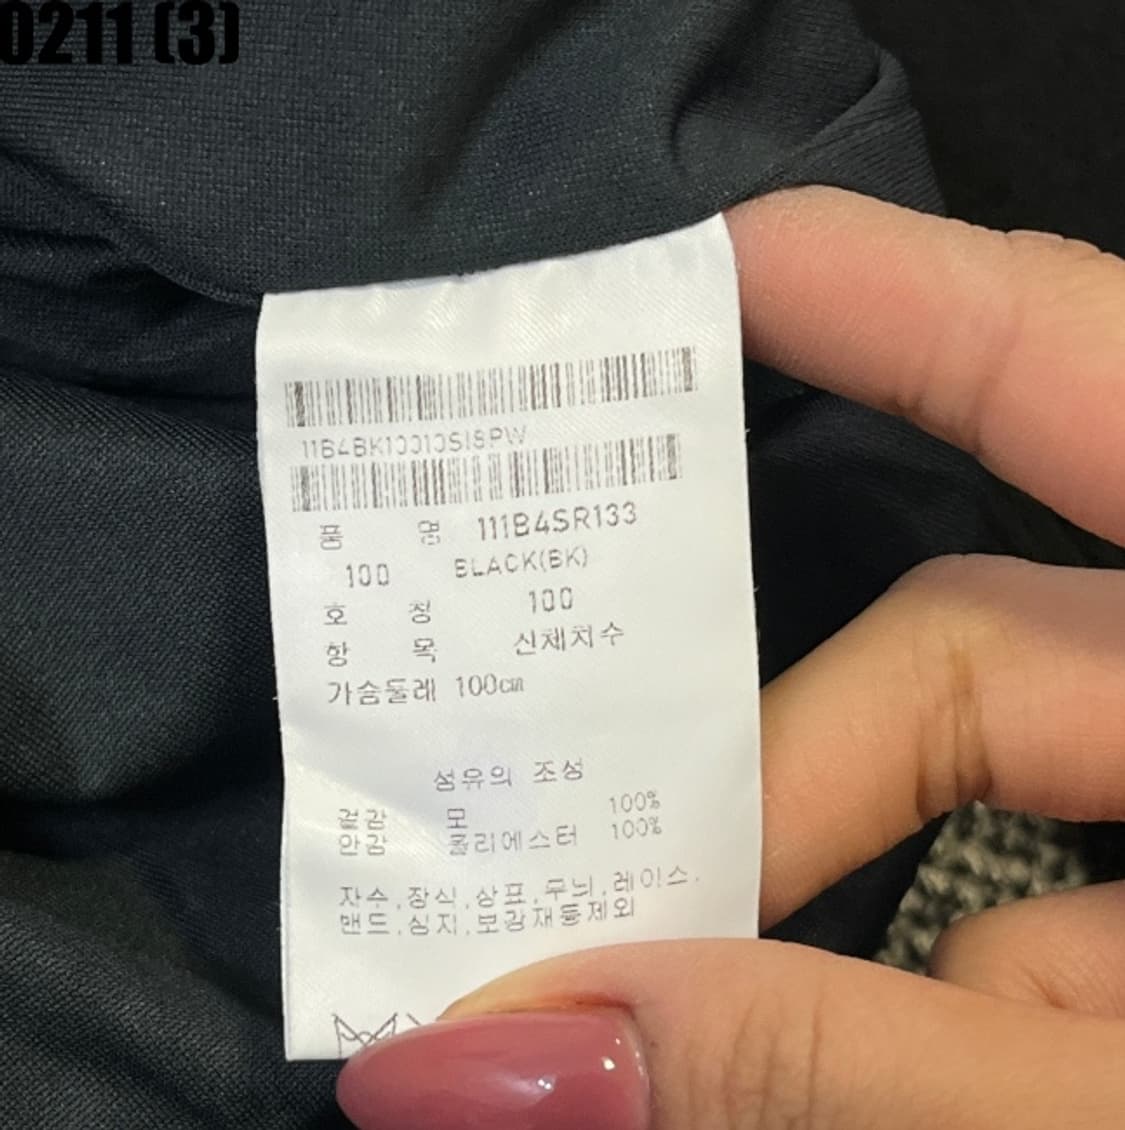 0211 (3)
11B4BK10010SI8PW
품 명 111B4SR133
100 BLACK(BK)
호 칭 100
항 목 신체치수
가슴둘레 100㎝
섬유의 조성
겉감 모 100%
안감 폴리에스터 100%
자수,장식,상표,무늬,레이스,
밴드,심지,보강재등제외